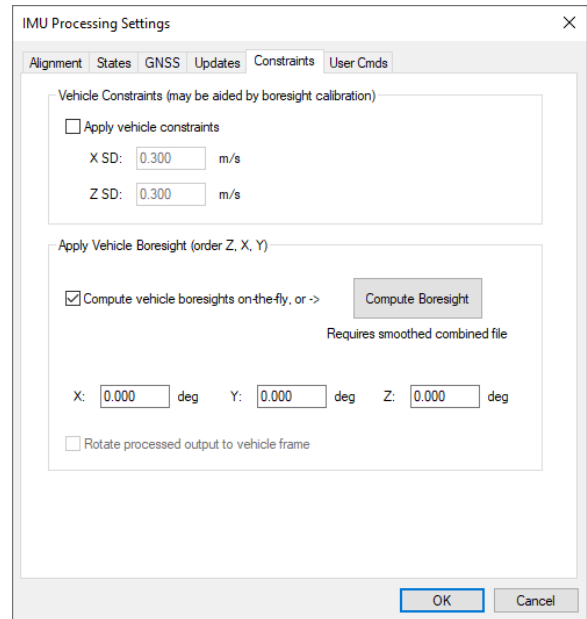 IMU Processing Settings
Alignment States GNSS Updates Constraints User Cmds
Vehicle Constraints (may be aided by boresight calibration)
Apply vehicle constraints
X SD: 0.300 m/s
Z SD: 0.300 m/s
Apply Vehicle Boresight (order Z, X, Y)
Compute vehicle boresights on-the-fly, or -> Compute Boresight
Requires smoothed combined file
X: 0.000 deg Y: 0.000 deg Z: 0.000 deg
Rotate processed output to vehicle frame
OK Cancel